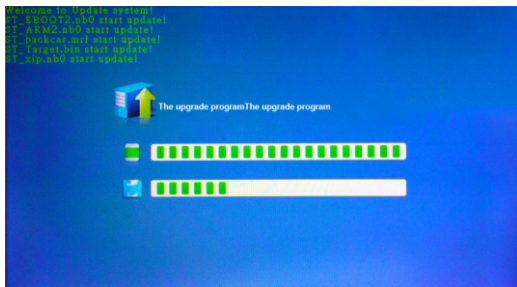 Welcome to Update system!
ST_EBOOT2.nb0 start update!
ST_ARM2.nb0 start update!
ST_backcar.mrf start update!
ST_Target.bin start update!
ST_xip.nb0 start update!
The upgrade programThe upgrade program